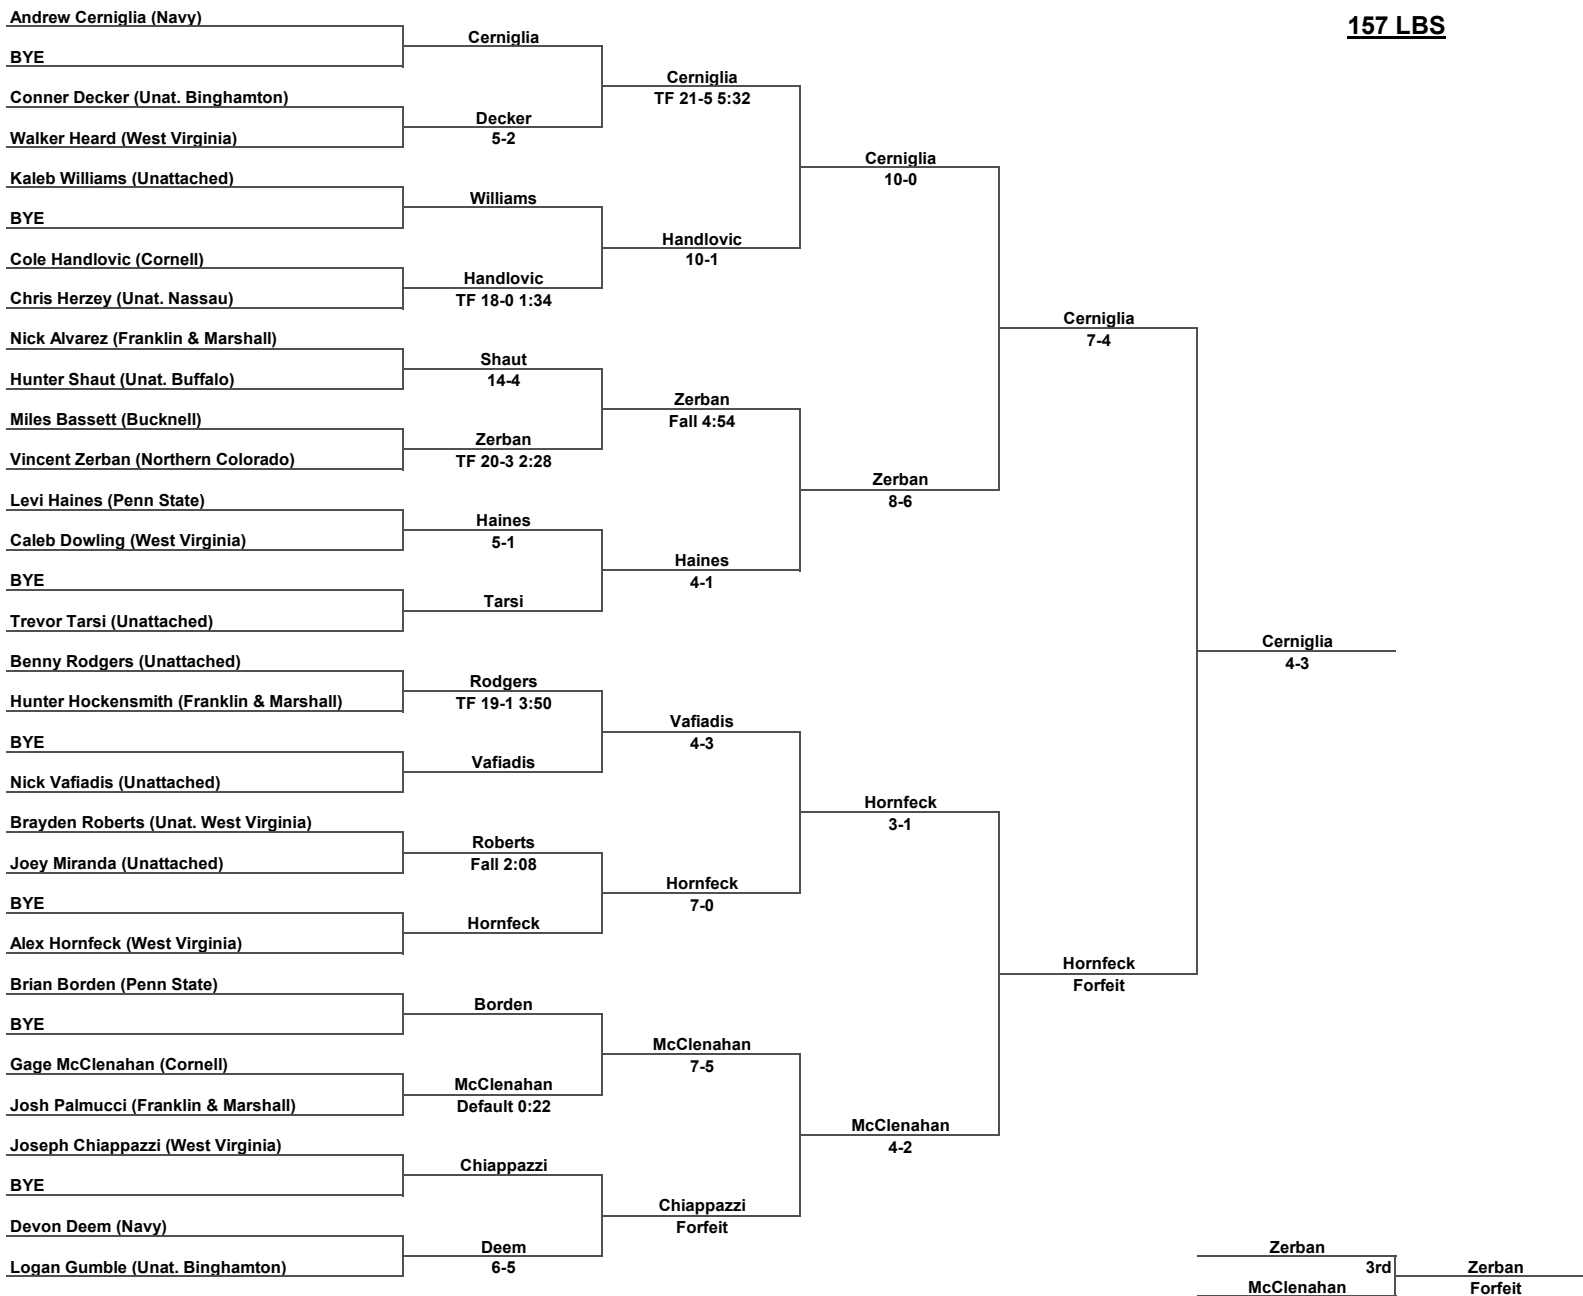 157 LBS
Andrew Cerniglia (Navy)
BYE
Conner Decker (Unat. Binghamton)
Walker Heard (West Virginia)
Kaleb Williams (Unattached)
BYE
Cole Handlovic (Cornell)
Chris Herzey (Unat. Nassau)
Nick Alvarez (Franklin & Marshall)
Hunter Shaut (Unat. Buffalo)
Miles Bassett (Bucknell)
Vincent Zerban (Northern Colorado)
Levi Haines (Penn State)
Caleb Dowling (West Virginia)
BYE
Trevor Tarsi (Unattached)
Benny Rodgers (Unattached)
Hunter Hockensmith (Franklin & Marshall)
BYE
Nick Vafiadis (Unattached)
Brayden Roberts (Unat. West Virginia)
Joey Miranda (Unattached)
BYE
Alex Hornfeck (West Virginia)
Brian Borden (Penn State)
BYE
Gage McClenahan (Cornell)
Josh Palmucci (Franklin & Marshall)
Joseph Chiappazzi (West Virginia)
BYE
Devon Deem (Navy)
Logan Gumble (Unat. Binghamton)
Cerniglia
Decker
5-2
Williams
Handlovic
TF 18-0 1:34
Shaut
14-4
Zerban
TF 20-3 2:28
Haines
5-1
Tarsi
Rodgers
TF 19-1 3:50
Vafiadis
Roberts
Fall 2:08
Hornfeck
Borden
McClenahan
Default 0:22
Chiappazzi
Deem
6-5
Cerniglia
TF 21-5 5:32
Handlovic
10-1
Zerban
Fall 4:54
Haines
4-1
Vafiadis
4-3
Hornfeck
7-0
McClenahan
7-5
Chiappazzi
Forfeit
Cerniglia
10-0
Zerban
8-6
Hornfeck
3-1
McClenahan
4-2
Cerniglia
7-4
Hornfeck
Forfeit
Cerniglia
4-3
Zerban
3rd
McClenahan
Zerban
Forfeit